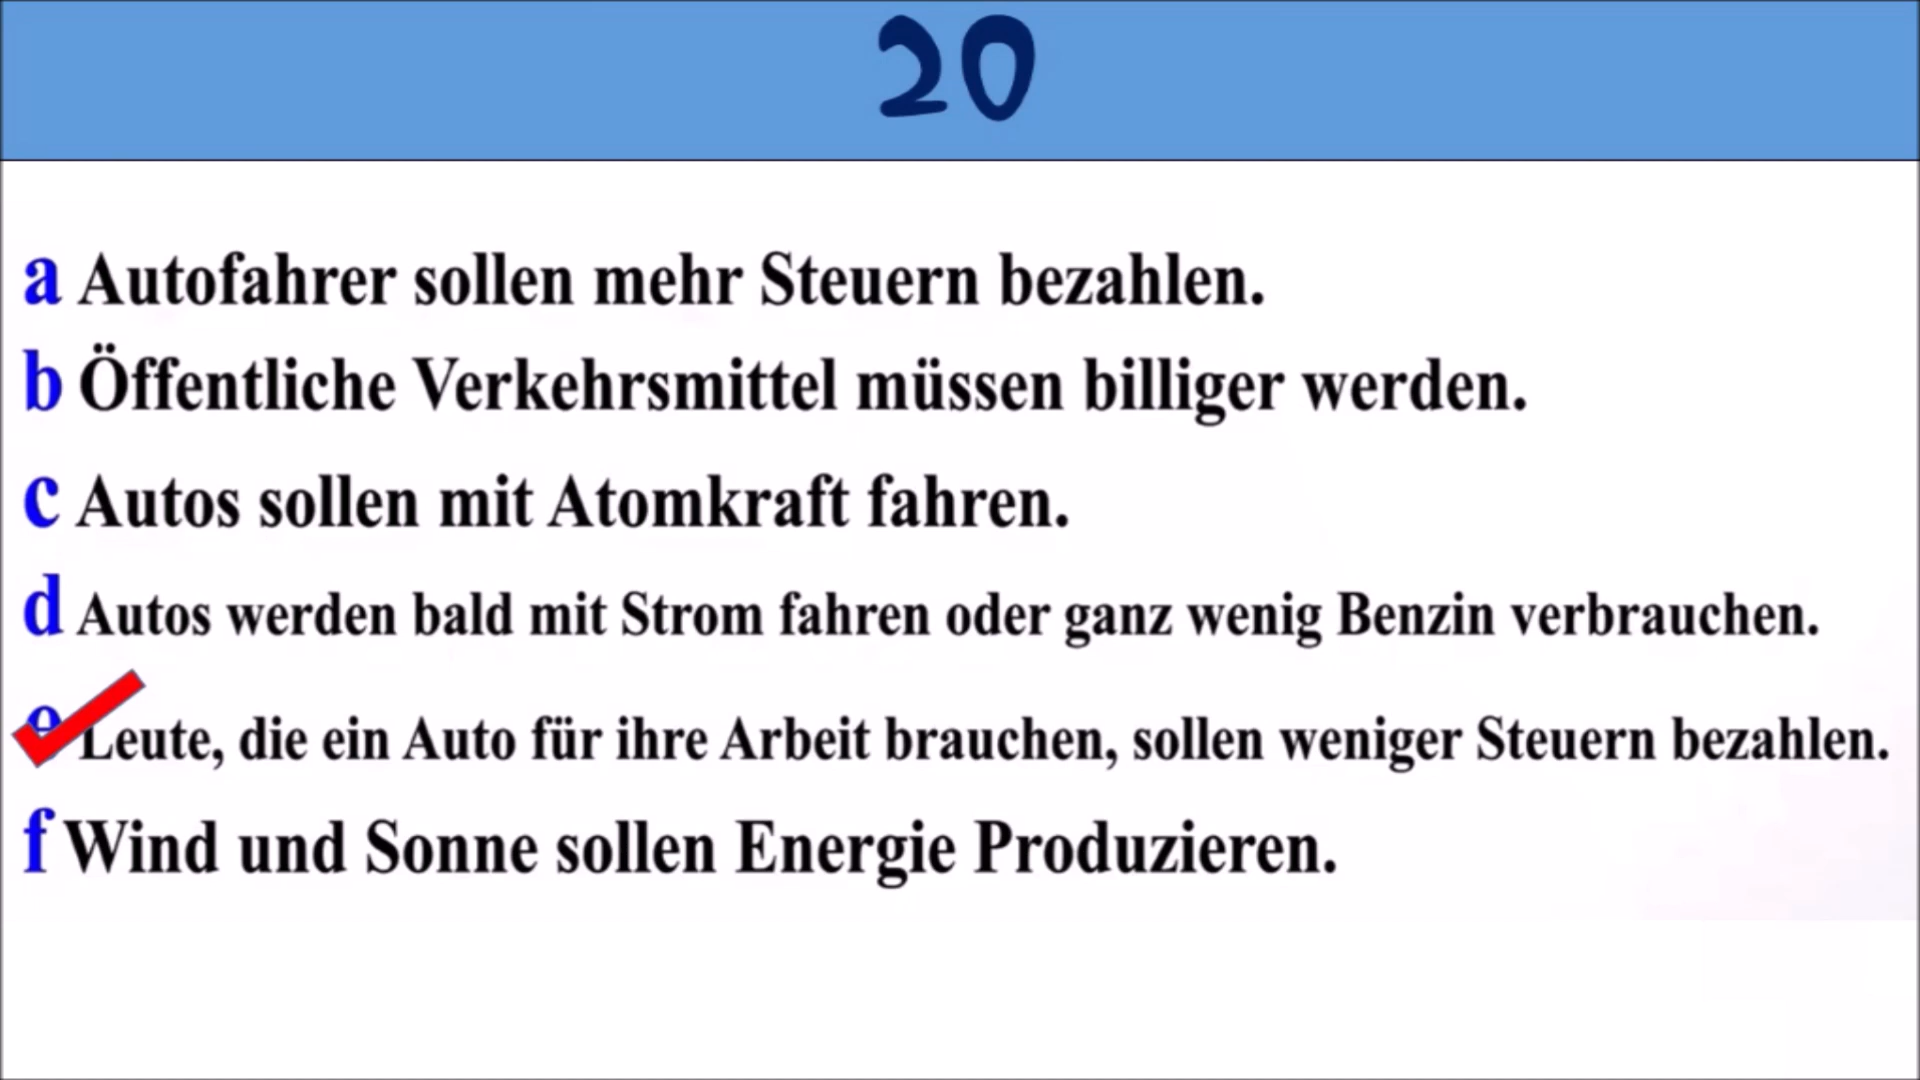 20
a Autofahrer sollen mehr Steuern bezahlen.
b Öffentliche Verkehrsmittel müssen billiger werden.
c Autos sollen mit Atomkraft fahren.
d Autos werden bald mit Strom fahren oder ganz wenig Benzin verbrauchen.
e Leute, die ein Auto für ihre Arbeit brauchen, sollen weniger Steuern bezahlen.
f Wind und Sonne sollen Energie Produzieren.